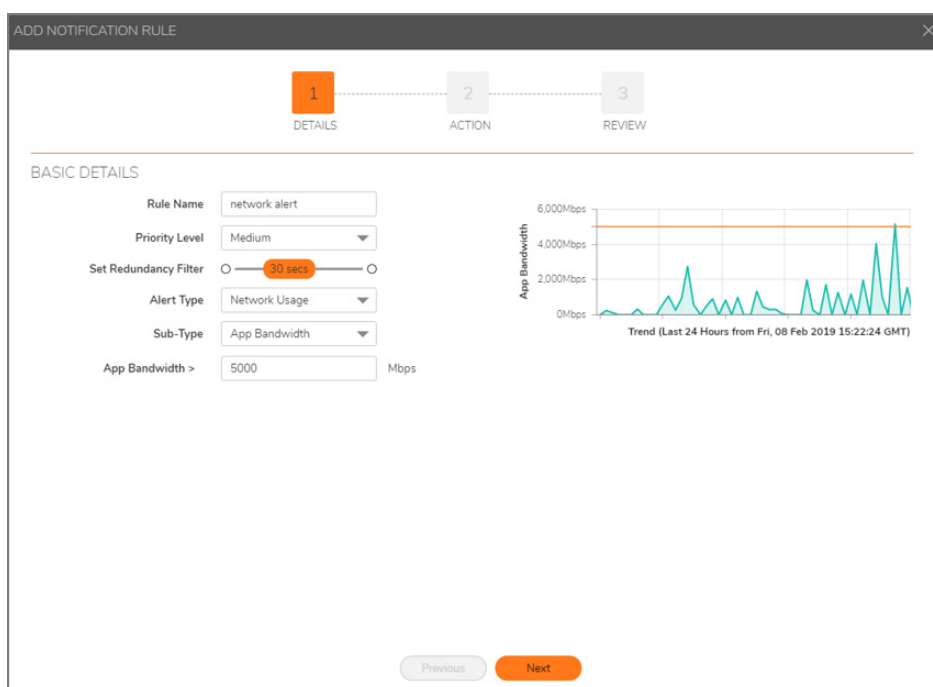 ADD NOTIFICATION RULE
1
2
3
DETAILS
ACTION
REVIEW
BASIC DETAILS
Rule Name
network alert
Priority Level
Medium
Set Redundancy Filter
30 secs
Alert Type
Network Usage
Sub-Type
App Bandwidth
App Bandwidth >
5000
Mbps
App Bandwidth
6,000Mbps
4,000Mbps
2,000Mbps
0Mbps
Trend (Last 24 Hours from Fri, 08 Feb 2019 15:22:24 GMT)
Previous
Next